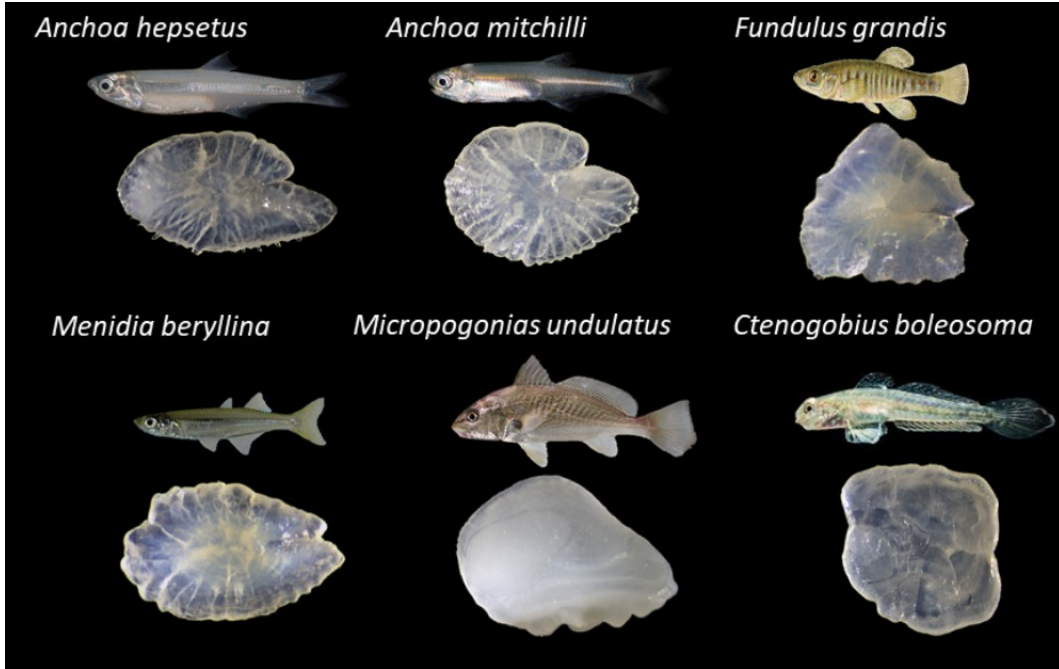 Anchoa hepsetus
Anchoa mitchilli
Fundulus grandis
Menidia beryllina
Micropogonias undulatus
Ctenogobius boleosoma